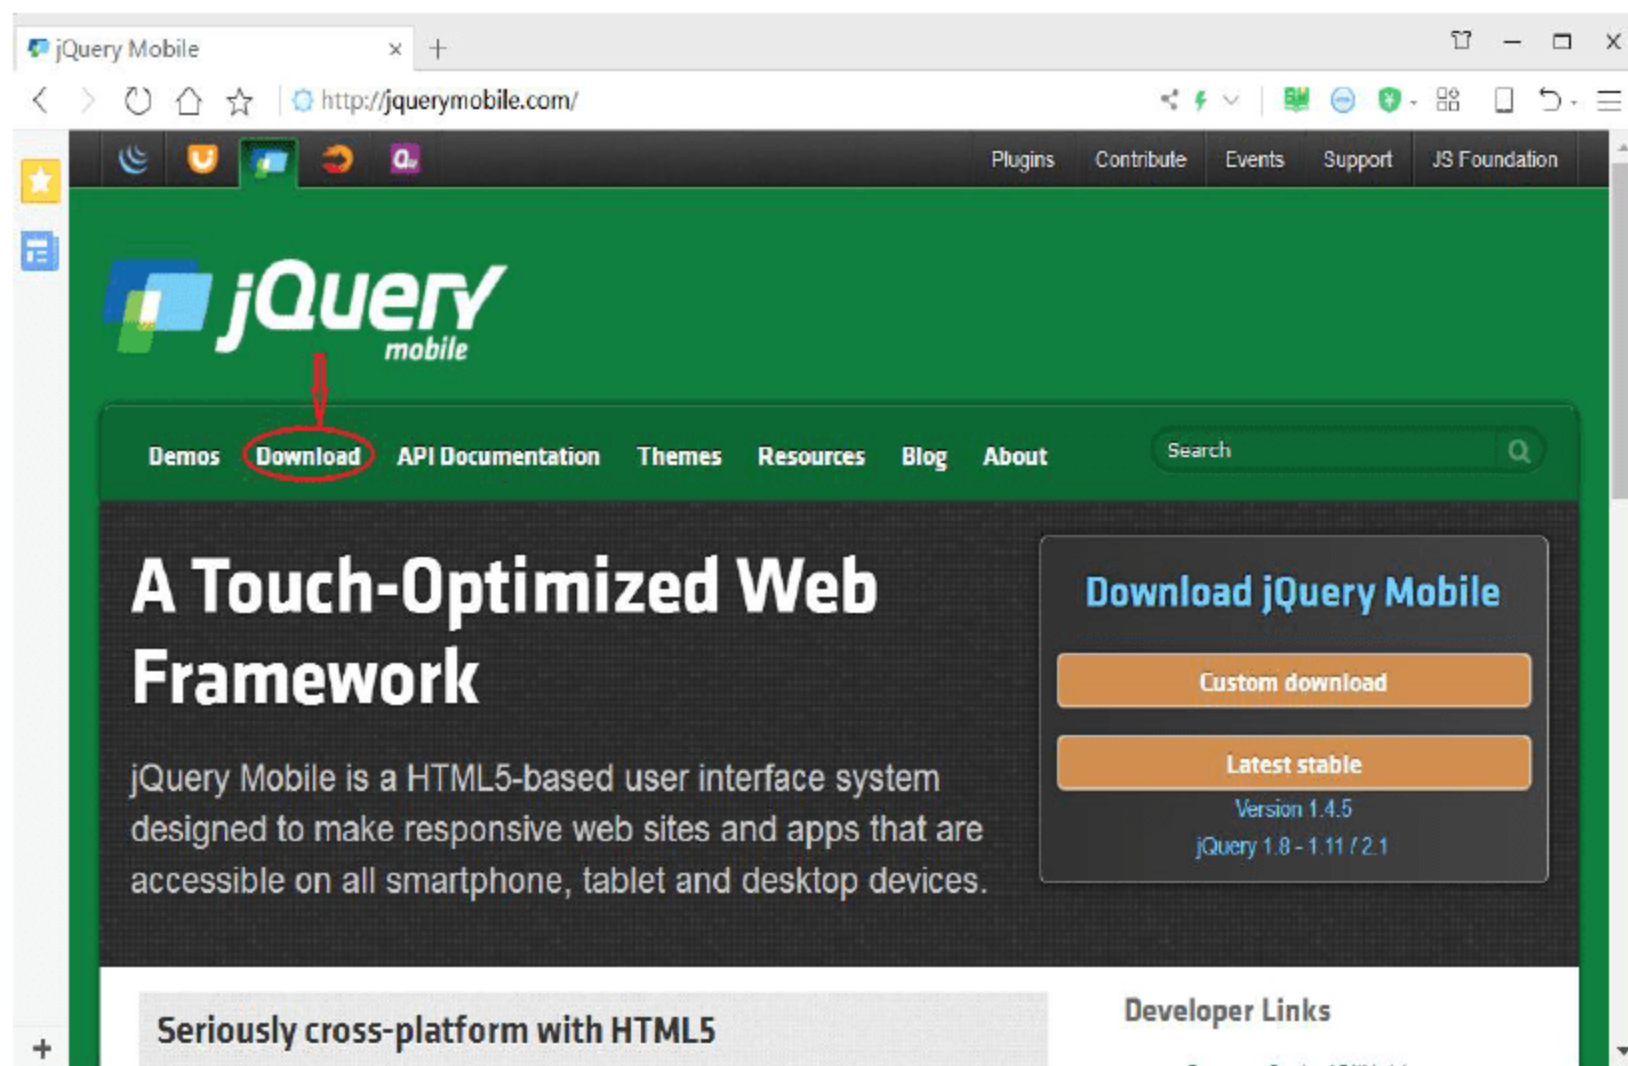 jQuery Mobile
http://jquerymobile.com/
Plugins Contribute Events Support JS Foundation
jQuery
mobile
Demos Download API Documentation Themes Resources Blog About Search
A Touch-Optimized Web
Framework
jQuery Mobile is a HTML5-based user interface system
designed to make responsive web sites and apps that are
accessible on all smartphone, tablet and desktop devices.
Download jQuery Mobile
Custom download
Latest stable
Version 1.4.5
jQuery 1.8 - 1.11 / 2.1
Seriously cross-platform with HTML5
Developer Links